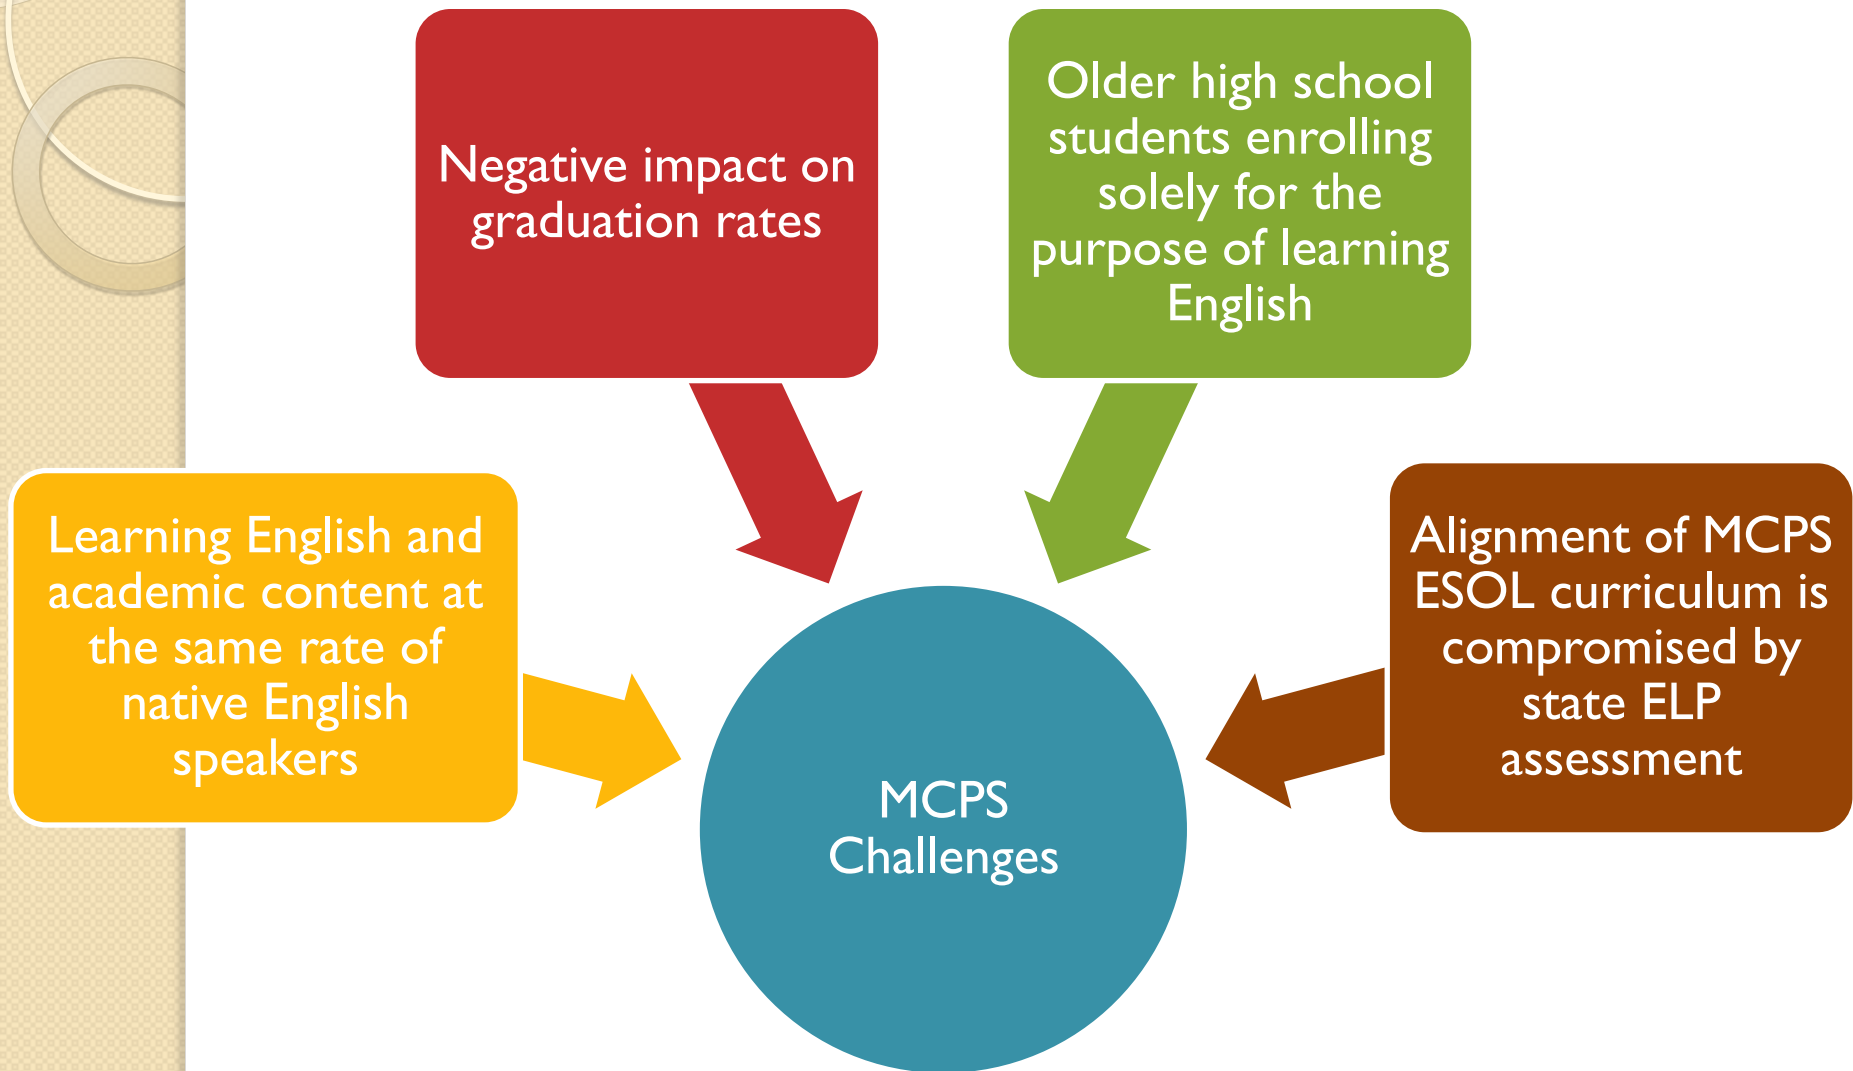 Negative impact on
graduation rates
Older high school
students enrolling
solely for the
purpose of learning
English
Learning English and
academic content at
the same rate of
native English
speakers
Alignment of MCPS
ESOL curriculum is
compromised by
state ELP
assessment
MCPS
Challenges